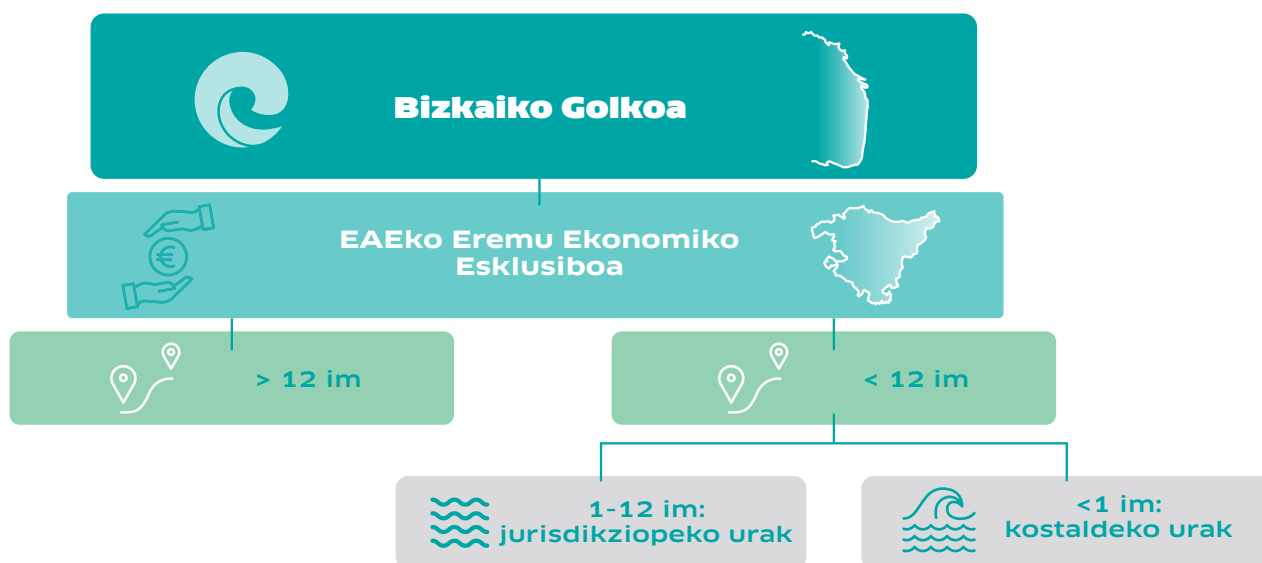 Bizkaiko Golkoa
€
EAEko Eremu Ekonomiko
Esklusiboa
> 12 im
< 12 im
1-12 im:
jurisdikziopeko urak
<1 im:
kostaldeko urak